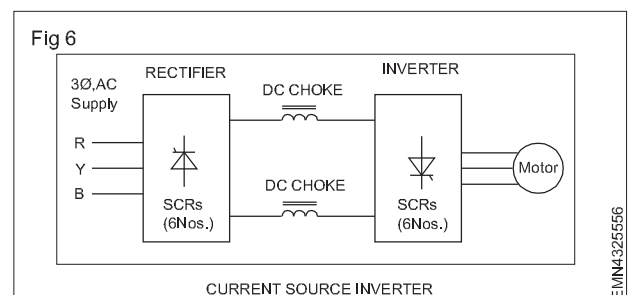 Fig 6
RECTIFIER
INVERTER
3Ø,AC
Supply
DC CHOKE
R
Y
B
SCRs
(6Nos.)
DC CHOKE
SCRs
(6Nos.)
Motor
CURRENT SOURCE INVERTER
EMN4325556